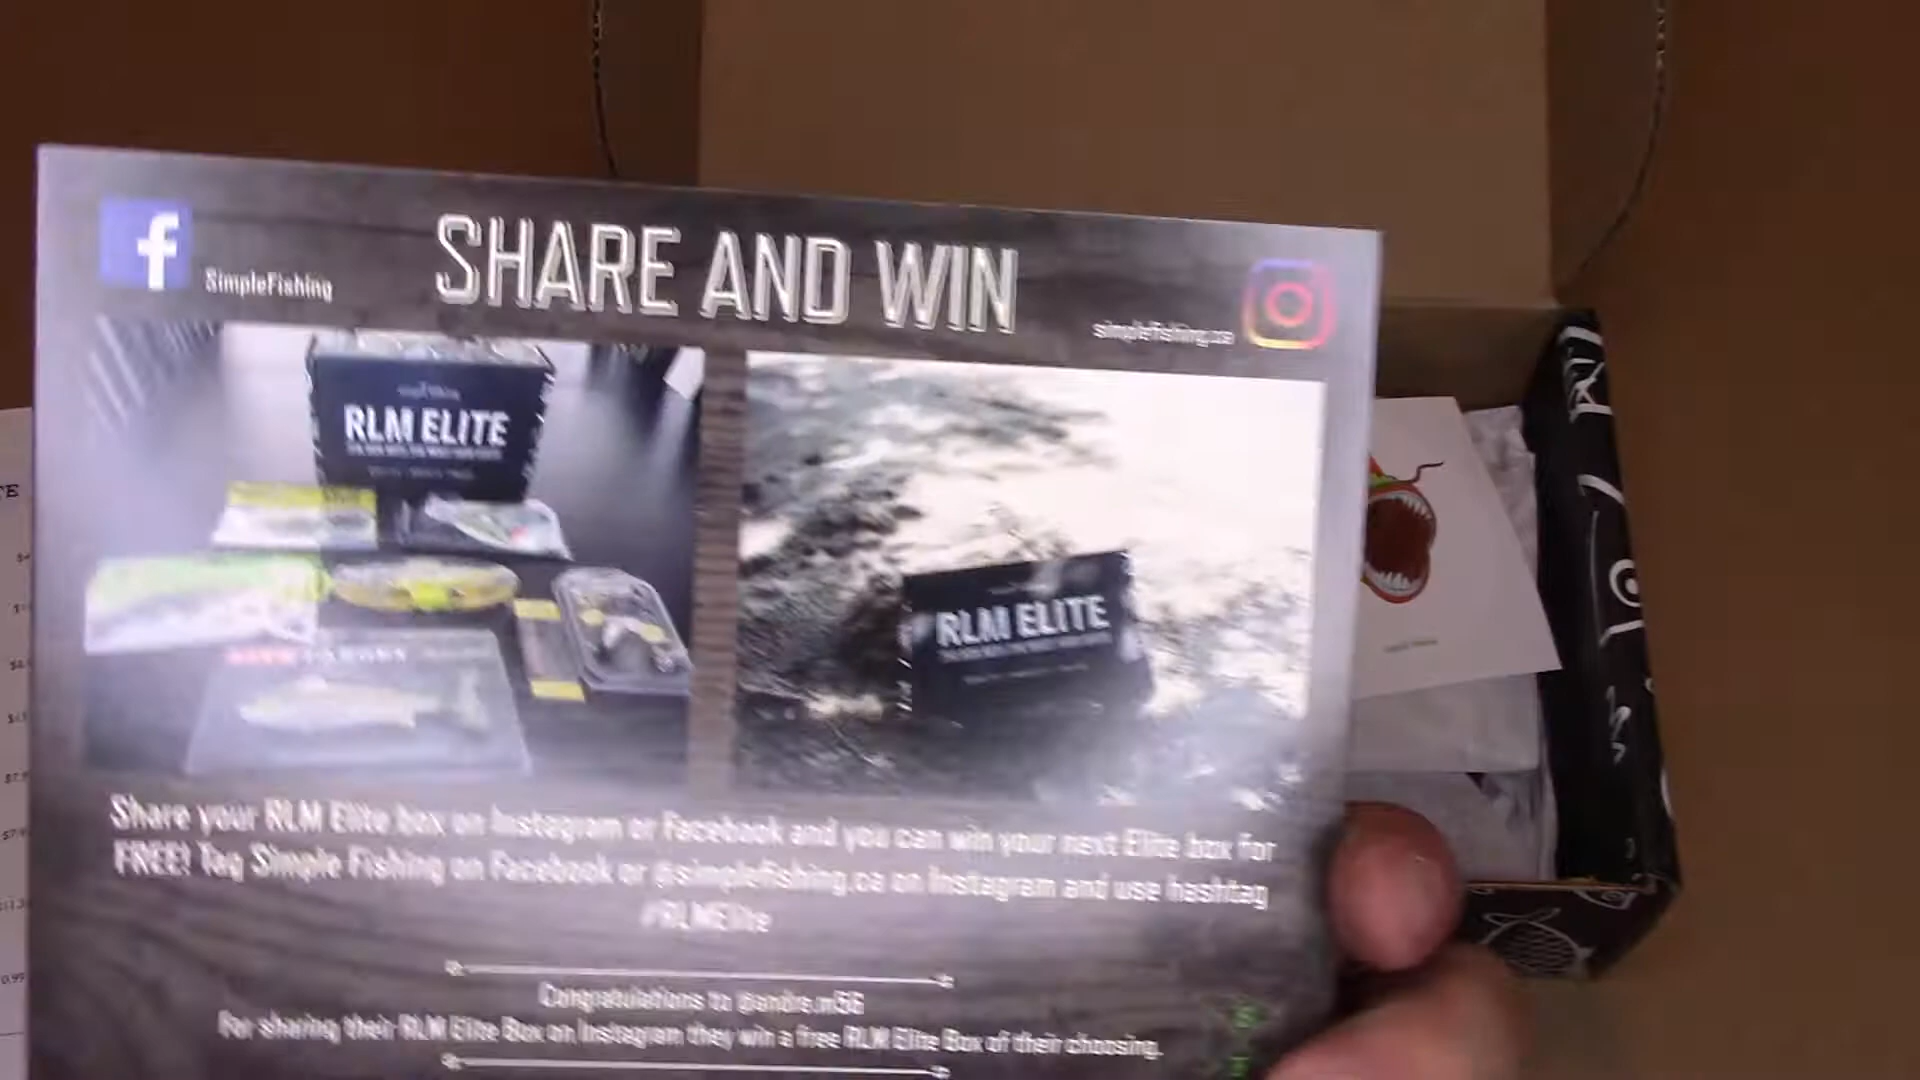 SHARE AND WIN
SimpleFishing
simplefishing.ca
RLM ELITE
RLM ELITE
Share your RLM Elite box on Instagram or Facebook and you can win your next Elite box for
FREE! Tag Simple Fishing on Facebook or @simplefishing.ca on Instagram and use hashtag
#RLMElite
Congratulations to
For sharing their RLM Elite Box on Instagram they win a free RLM Elite Box of their choosing.